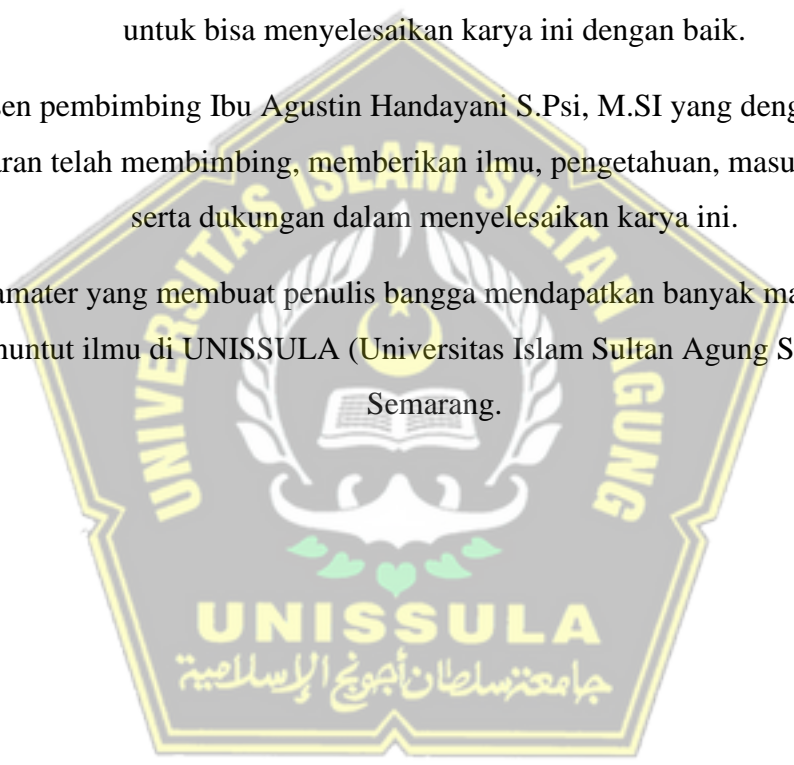 untuk bisa menyelesaikan karya ini dengan baik.
sen pembimbing Ibu Agustin Handayani S.Psi, M.SI yang deng
aran telah membimbing, memberikan ilmu, pengetahuan, masu
serta dukungan dalam menyelesaikan karya ini.
amater yang membuat penulis bangga mendapatkan banyak ma
nuntut ilmu di UNISSULA (Universitas Islam Sultan Agung S
Semarang.
UNIVERSITAS ISLAM SULTAN AGUNG
UNISSULA
جامعة سلطان أجونج الإسلامية